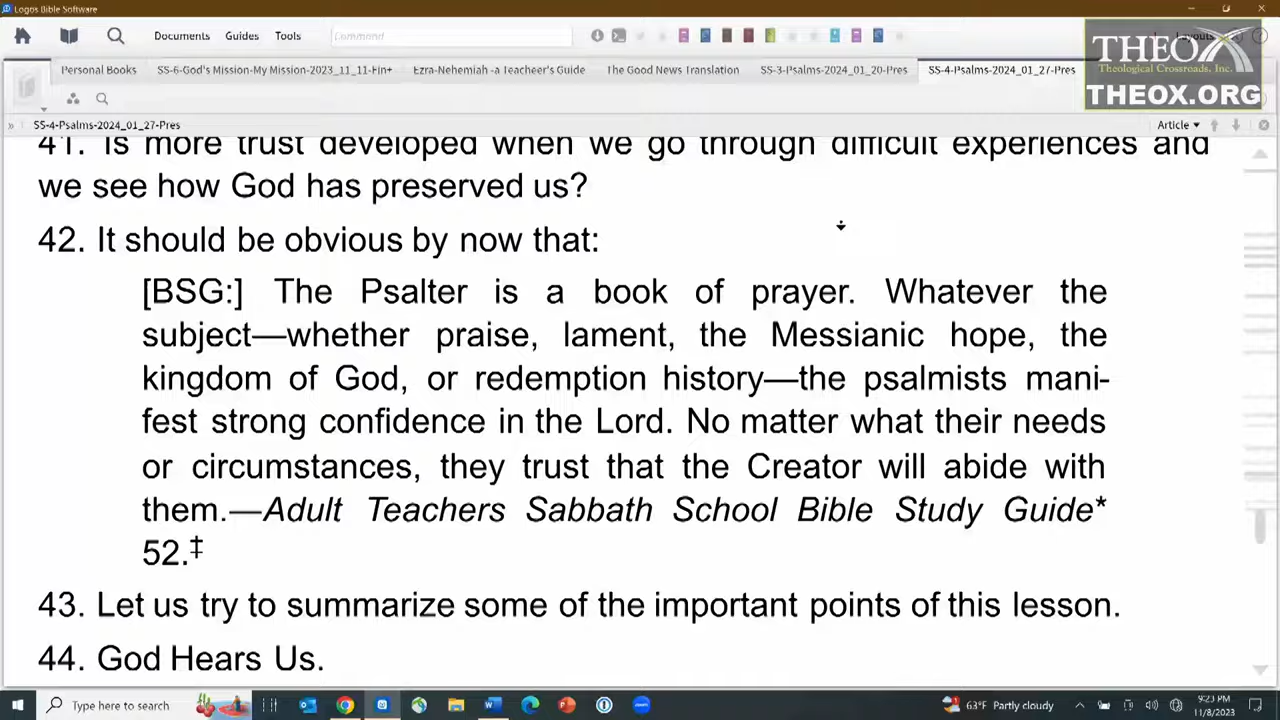 Logos Bible Software
Documents Guides Tools Command
THEOX
Theological Crossroads, Inc.
THEOX.ORG
Personal Books SS-6-God's Mission-My Mission-2023_11_11-Fin+ Teacher's Guide The Good News Translation SS-3-Psalms-2024_01_20-Pres SS-4-Psalms-2024_01_27-Pres
SS-4-Psalms-2024_01_27-Pres Article
41. Is more trust developed when we go through difficult experiences and
we see how God has preserved us?
42. It should be obvious by now that:
[BSG:] The Psalter is a book of prayer. Whatever the
subject—whether praise, lament, the Messianic hope, the
kingdom of God, or redemption history—the psalmists mani-
fest strong confidence in the Lord. No matter what their needs
or circumstances, they trust that the Creator will abide with
them.—Adult Teachers Sabbath School Bible Study Guide*
52.‡
43. Let us try to summarize some of the important points of this lesson.
44. God Hears Us.
Type here to search 63°F Partly cloudy 9:23 PM
11/8/2023